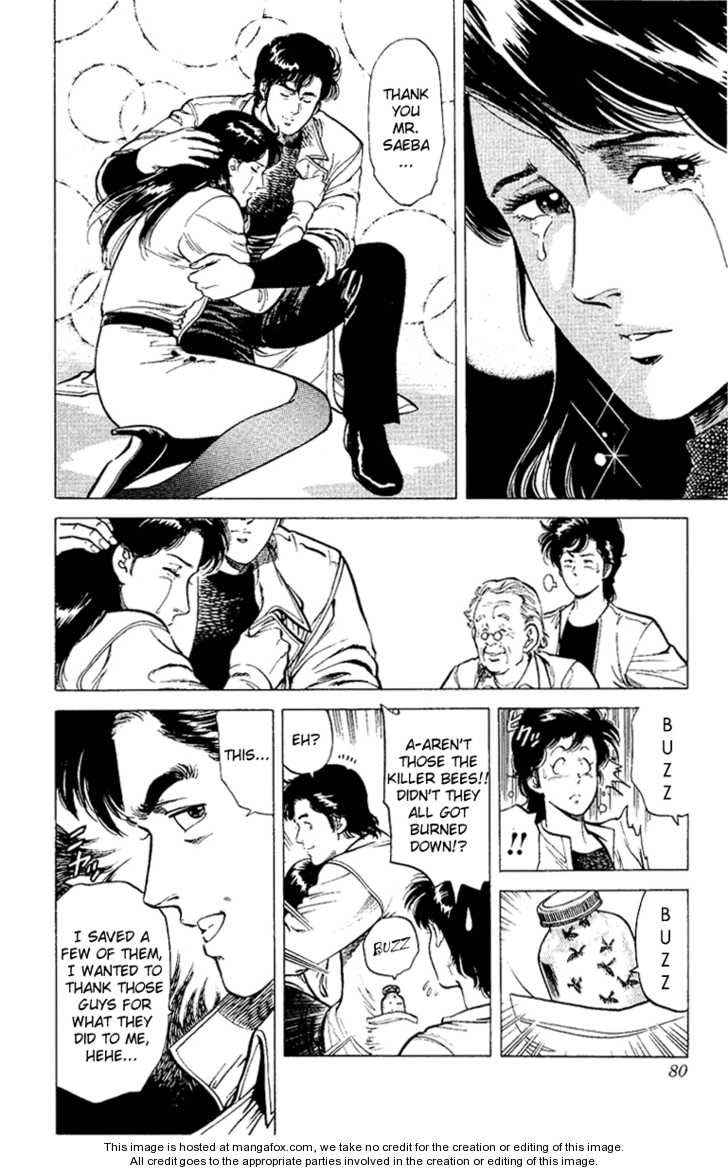 THANK
YOU
MR.
SAEBA
...
BUZZ
!!
BUZZ
A-AREN'T
THOSE THE
KILLER BEES!!
DIDN'T THEY
ALL GOT
BURNED
DOWN!?
EH?
BUZZ
THIS...
I SAVED A
FEW OF THEM,
I WANTED TO
THANK THOSE
GUYS FOR
WHAT THEY
DID TO ME,
HEHE...
80
This image is hosted at mangafox.com, we take no credit for the creation or editing of this image.
All credit goes to the appropriate parties involved in the creation or editing of this image.